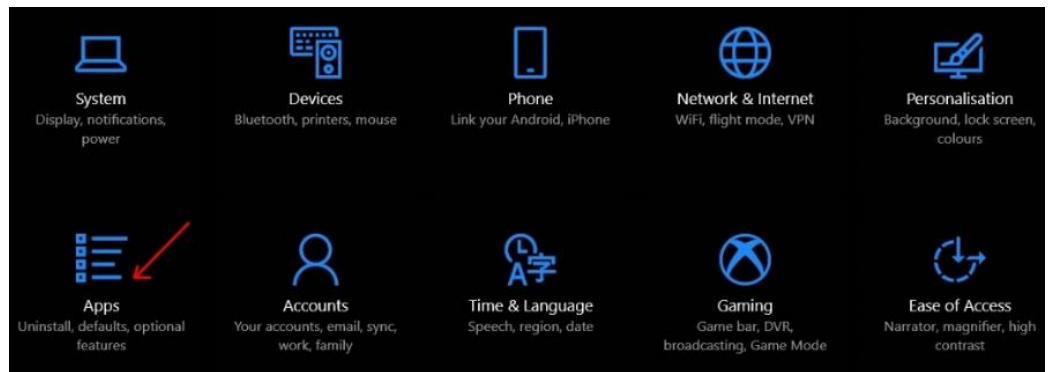 System
Display, notifications,
power
Devices
Bluetooth, printers, mouse
Phone
Link your Android, iPhone
Network & Internet
WiFi, flight mode, VPN
Personalisation
Background, lock screen,
colours
Apps
Uninstall, defaults, optional
features
Accounts
Your accounts, email, sync,
work, family
A字
Time & Language
Speech, region, date
Gaming
Game bar, DVR,
broadcasting, Game Mode
Ease of Access
Narrator, magnifier, high
contrast